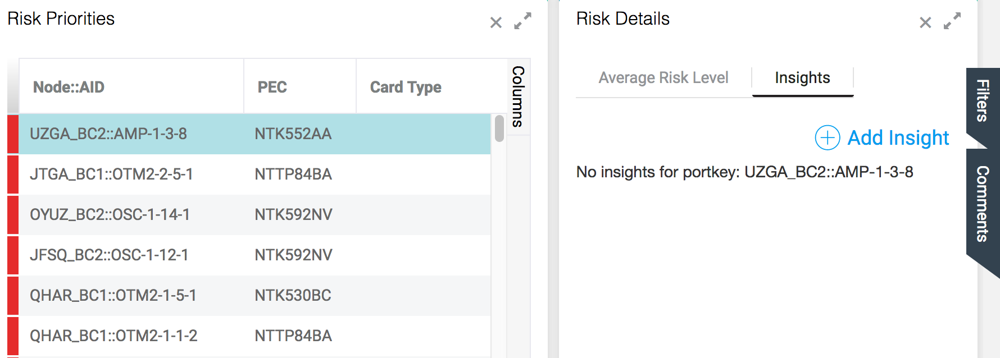 Risk Priorities
Node::AID PEC Card Type
Columns
UZGA_BC2::AMP-1-3-8 NTK552AA
JTGA_BC1::OTM2-2-5-1 NTTP84BA
OYUZ_BC2::OSC-1-14-1 NTK592NV
JFSQ_BC2::OSC-1-12-1 NTK592NV
QHAR_BC1::OTM2-1-5-1 NTK530BC
QHAR_BC1::OTM2-1-1-2 NTTP84BA
Risk Details
Average Risk Level Insights
Add Insight
No insights for portkey: UZGA_BC2::AMP-1-3-8
Filters
Comments